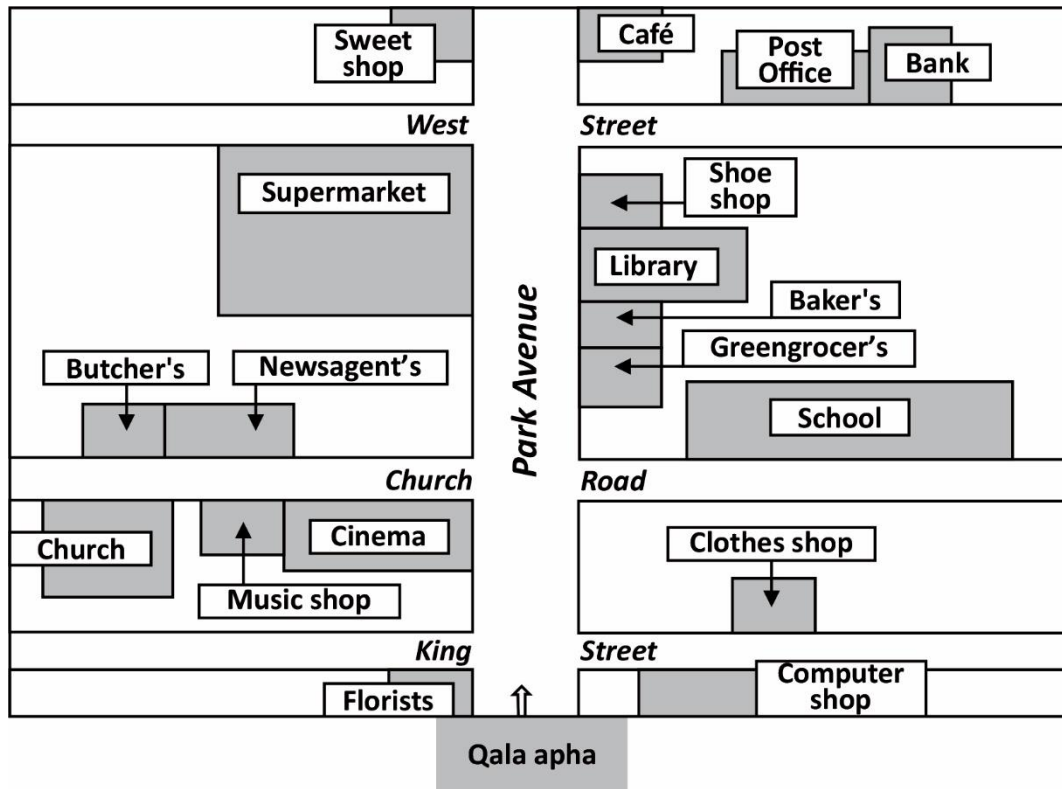 Sweet
shop
Café
Post
Office
Bank
West
Street
Supermarket
Shoe
shop
Library
Baker's
Greengrocer’s
Butcher's
Newsagent’s
Park Avenue
School
Church
Road
Church
Cinema
Music shop
Clothes shop
King
Street
Florists
Computer
shop
Qala apha